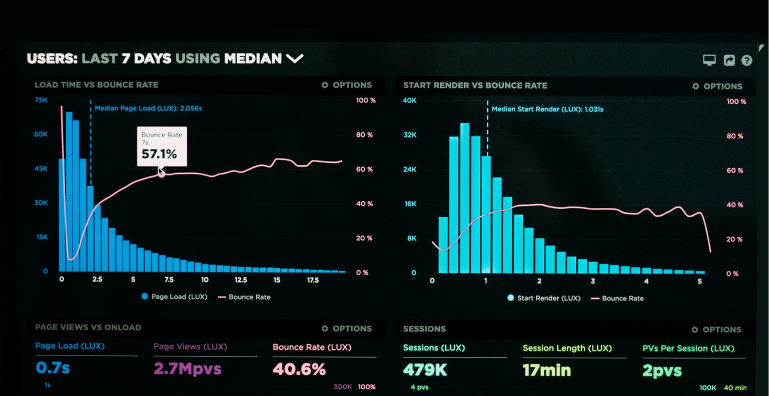 USERS: LAST 7 DAYS USING MEDIAN
LOAD TIME VS BOUNCE RATE
OPTIONS
75K
60K
45K
30K
15K
0
Median Page Load (LUX): 2.056s
Bounce Rate
7s
57.1%
100 %
80 %
60 %
40 %
20 %
0 %
0
2.5
5
7.5
10
12.5
15
17.5
Page Load (LUX)
Bounce Rate
START RENDER VS BOUNCE RATE
OPTIONS
40K
32K
24K
16K
8K
0
Median Start Render (LUX): 1.031s
100 %
80 %
60 %
40 %
20 %
0 %
0
1
2
3
4
5
Start Render (LUX)
Bounce Rate
PAGE VIEWS VS ONLOAD
OPTIONS
Page Load (LUX)
0.7s
1s
Page Views (LUX)
2.7Mpvs
Bounce Rate (LUX)
40.6%
500K 100%
SESSIONS
OPTIONS
Sessions (LUX)
479K
4 pvs
Session Length (LUX)
17min
PVs Per Session (LUX)
2pvs
100K 40 min